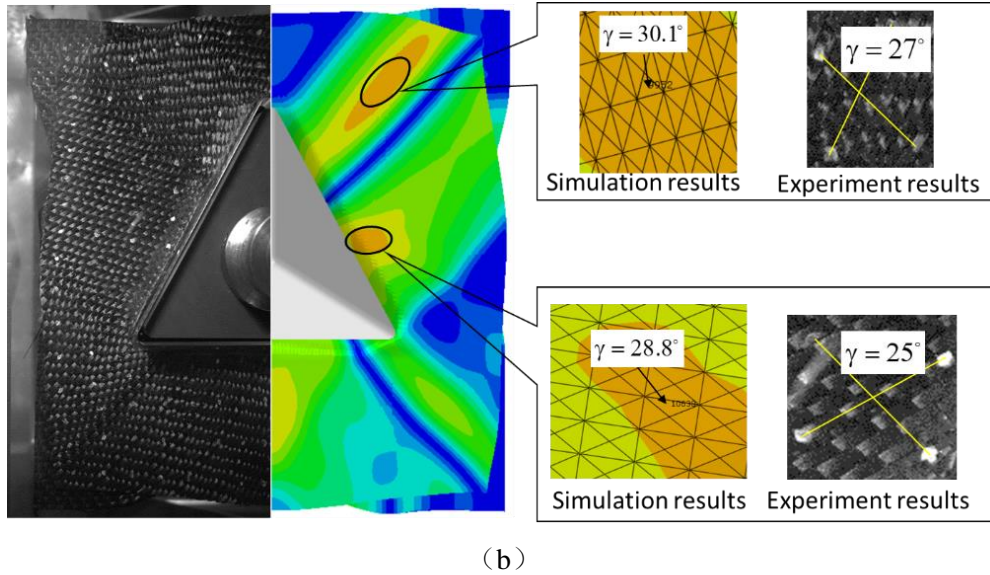 γ = 30.1°
γ = 27°
Simulation results
Experiment results
γ = 28.8°
γ = 25°
Simulation results
Experiment results
（b）